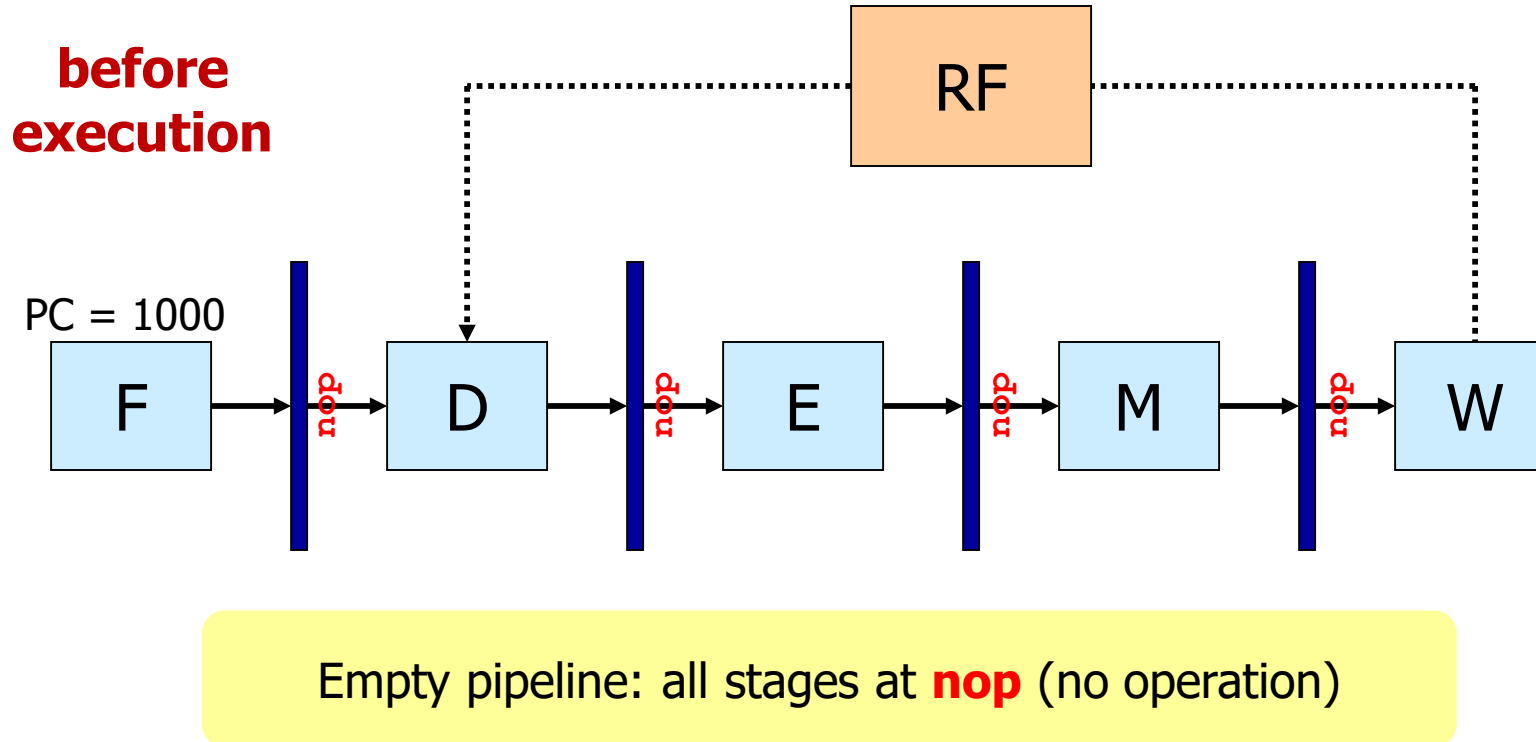 before
execution
RF
PC = 1000
F
nop
D
nop
E
nop
M
nop
W
Empty pipeline: all stages at nop (no operation)